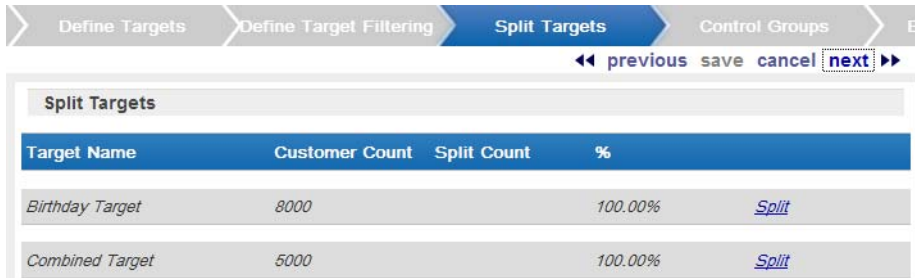 Define Targets Define Target Filtering Split Targets Control Groups
previous save cancel next
Split Targets
Target Name Customer Count Split Count %
Birthday Target 8000 100.00% Split
Combined Target 5000 100.00% Split